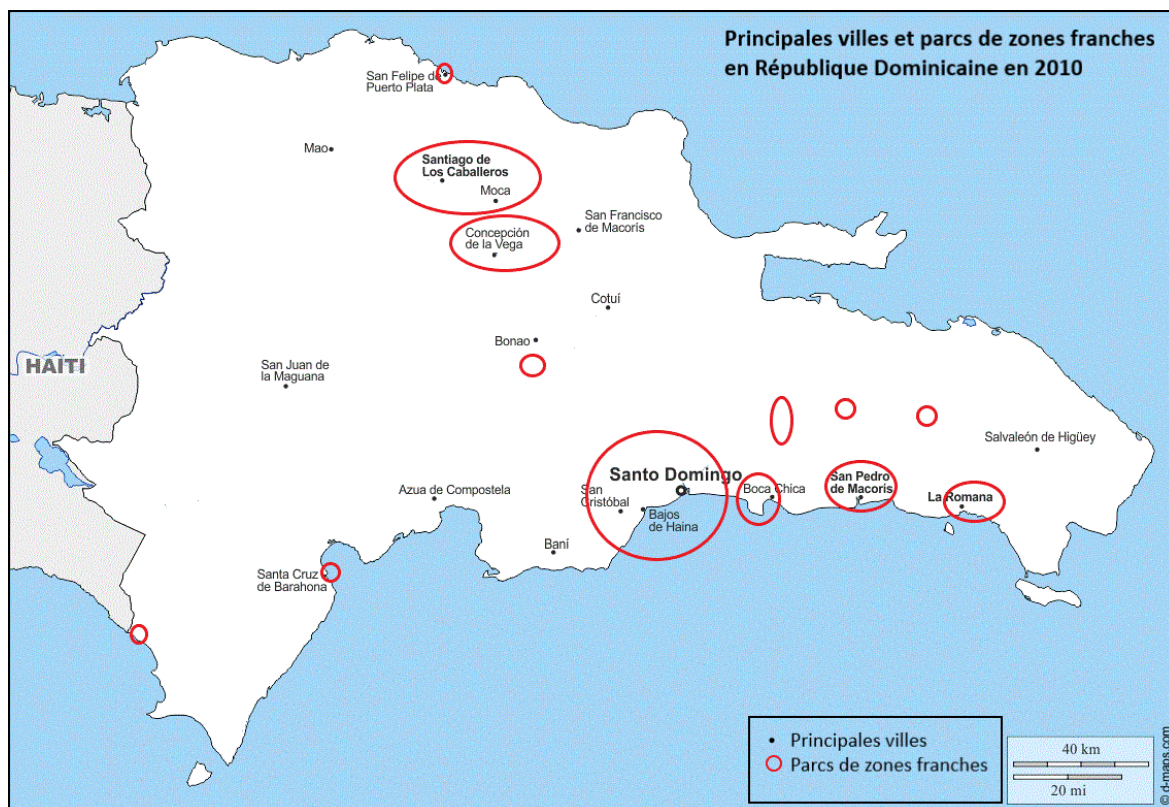 Principales villes et parcs de zones franches
en République Dominicaine en 2010
San Felipe de
Puerto Plata
Mao
Santiago de
Los Caballeros
Moca
San Francisco
de Macorís
Concepción
de la Vega
Cotuí
Bonao
HAITI
San Juan de
la Maguana
Salvaleón de Higüey
Santo Domingo
San Pedro
de Macorís
Azua de Compostela
San
Cristóbal
Boca Chica
La Romana
Bajos
de Haina
Baní
Santa Cruz
de Barahona
Principales villes
Parcs de zones franches
40 km
20 mi
© d-maps.com